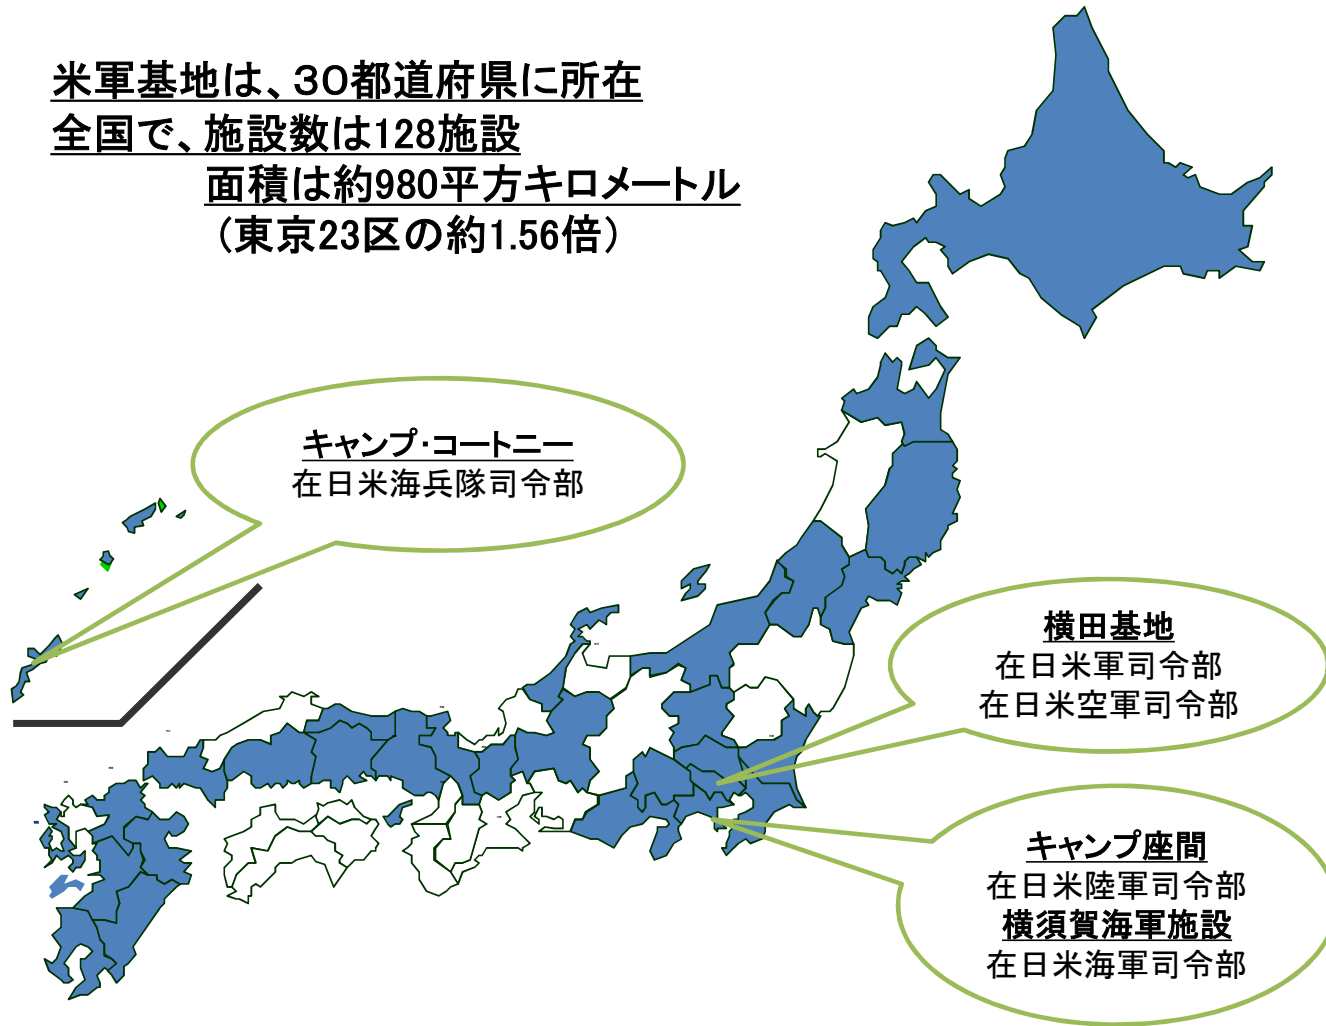 米軍基地は、30都道府県に所在
全国で、施設数は128施設
面積は約980平方キロメートル
（東京23区の約1.56倍）
キャンプ・コートニー
在日米海兵隊司令部
横田基地
在日米軍司令部
在日米空軍司令部
キャンプ座間
在日米陸軍司令部
横須賀海軍施設
在日米海軍司令部